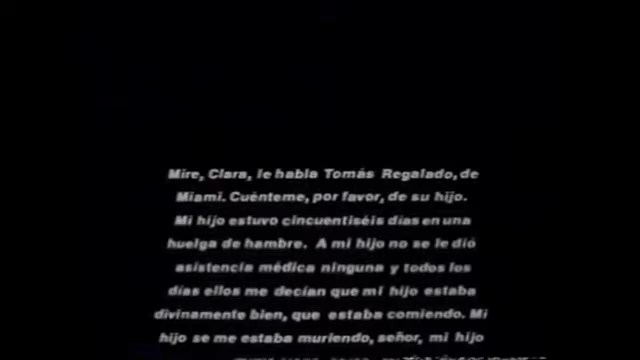 Mire, Clara, le habla Tomás Regalado, de
Miami. Cuénteme, por favor, de su hijo.
Mi hijo estuvo cincuentiséis días en una
huelga de hambre. A mi hijo no se le dió
asistencia médica ninguna y todos los
días ellos me decían que mi hijo estaba
divinamente bien, que estaba comiendo. Mi
hijo se me estaba muriendo, señor, mi hijo